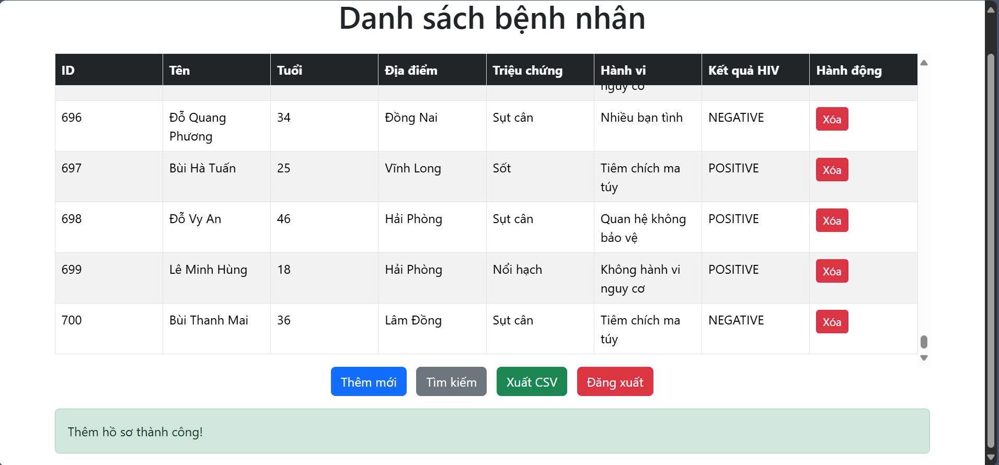 Danh sách bệnh nhân
ID Tên Tuổi Địa điểm Triệu chứng Hành vi Kết quả HIV Hành động
nguy cơ
696 Đỗ Quang Phương 34 Đồng Nai Sụt cân Nhiều bạn tình NEGATIVE Xóa
697 Bùi Hà Tuấn 25 Vĩnh Long Sốt Tiêm chích ma túy POSITIVE Xóa
698 Đỗ Vy An 46 Hải Phòng Sụt cân Quan hệ không bảo vệ POSITIVE Xóa
699 Lê Minh Hùng 18 Hải Phòng Nổi hạch Không hành vi nguy cơ POSITIVE Xóa
700 Bùi Thanh Mai 36 Lâm Đồng Sụt cân Tiêm chích ma túy NEGATIVE Xóa
Thêm mới Tìm kiếm Xuất CSV Đăng xuất
Thêm hồ sơ thành công!